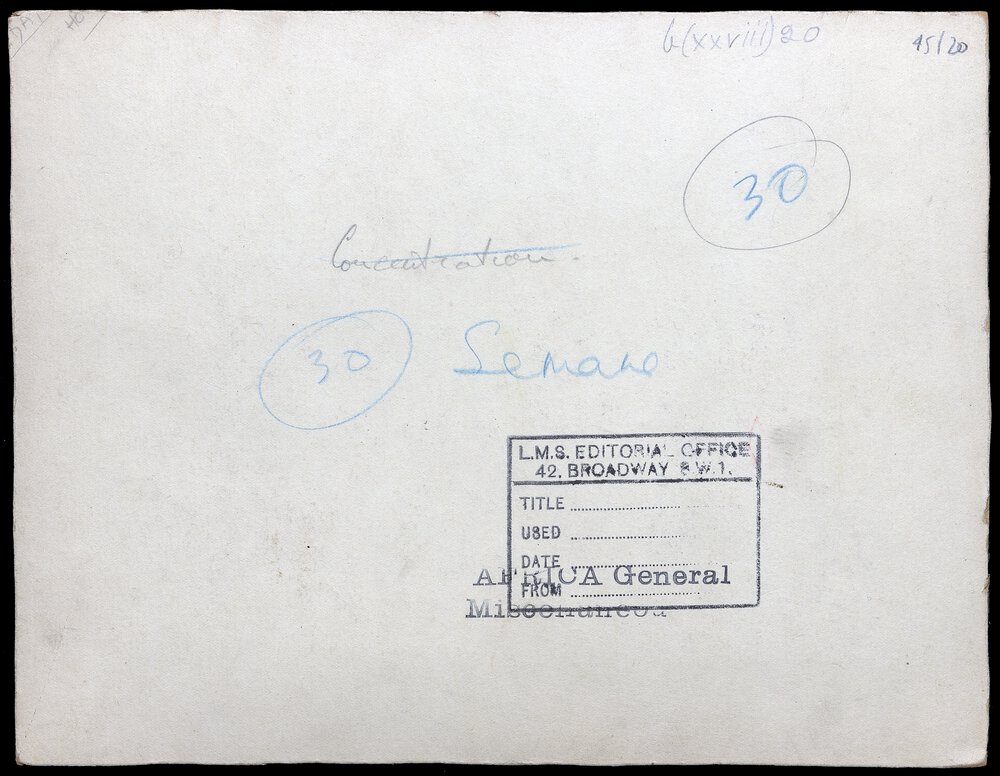 6(xxviii)20
45/20
30
Concentration.
30 Semane
L.M.S. EDITORIAL OFFICE
42, BROADWAY S.W.1.
TITLE
USED
DATE
FROM
AFRICA General